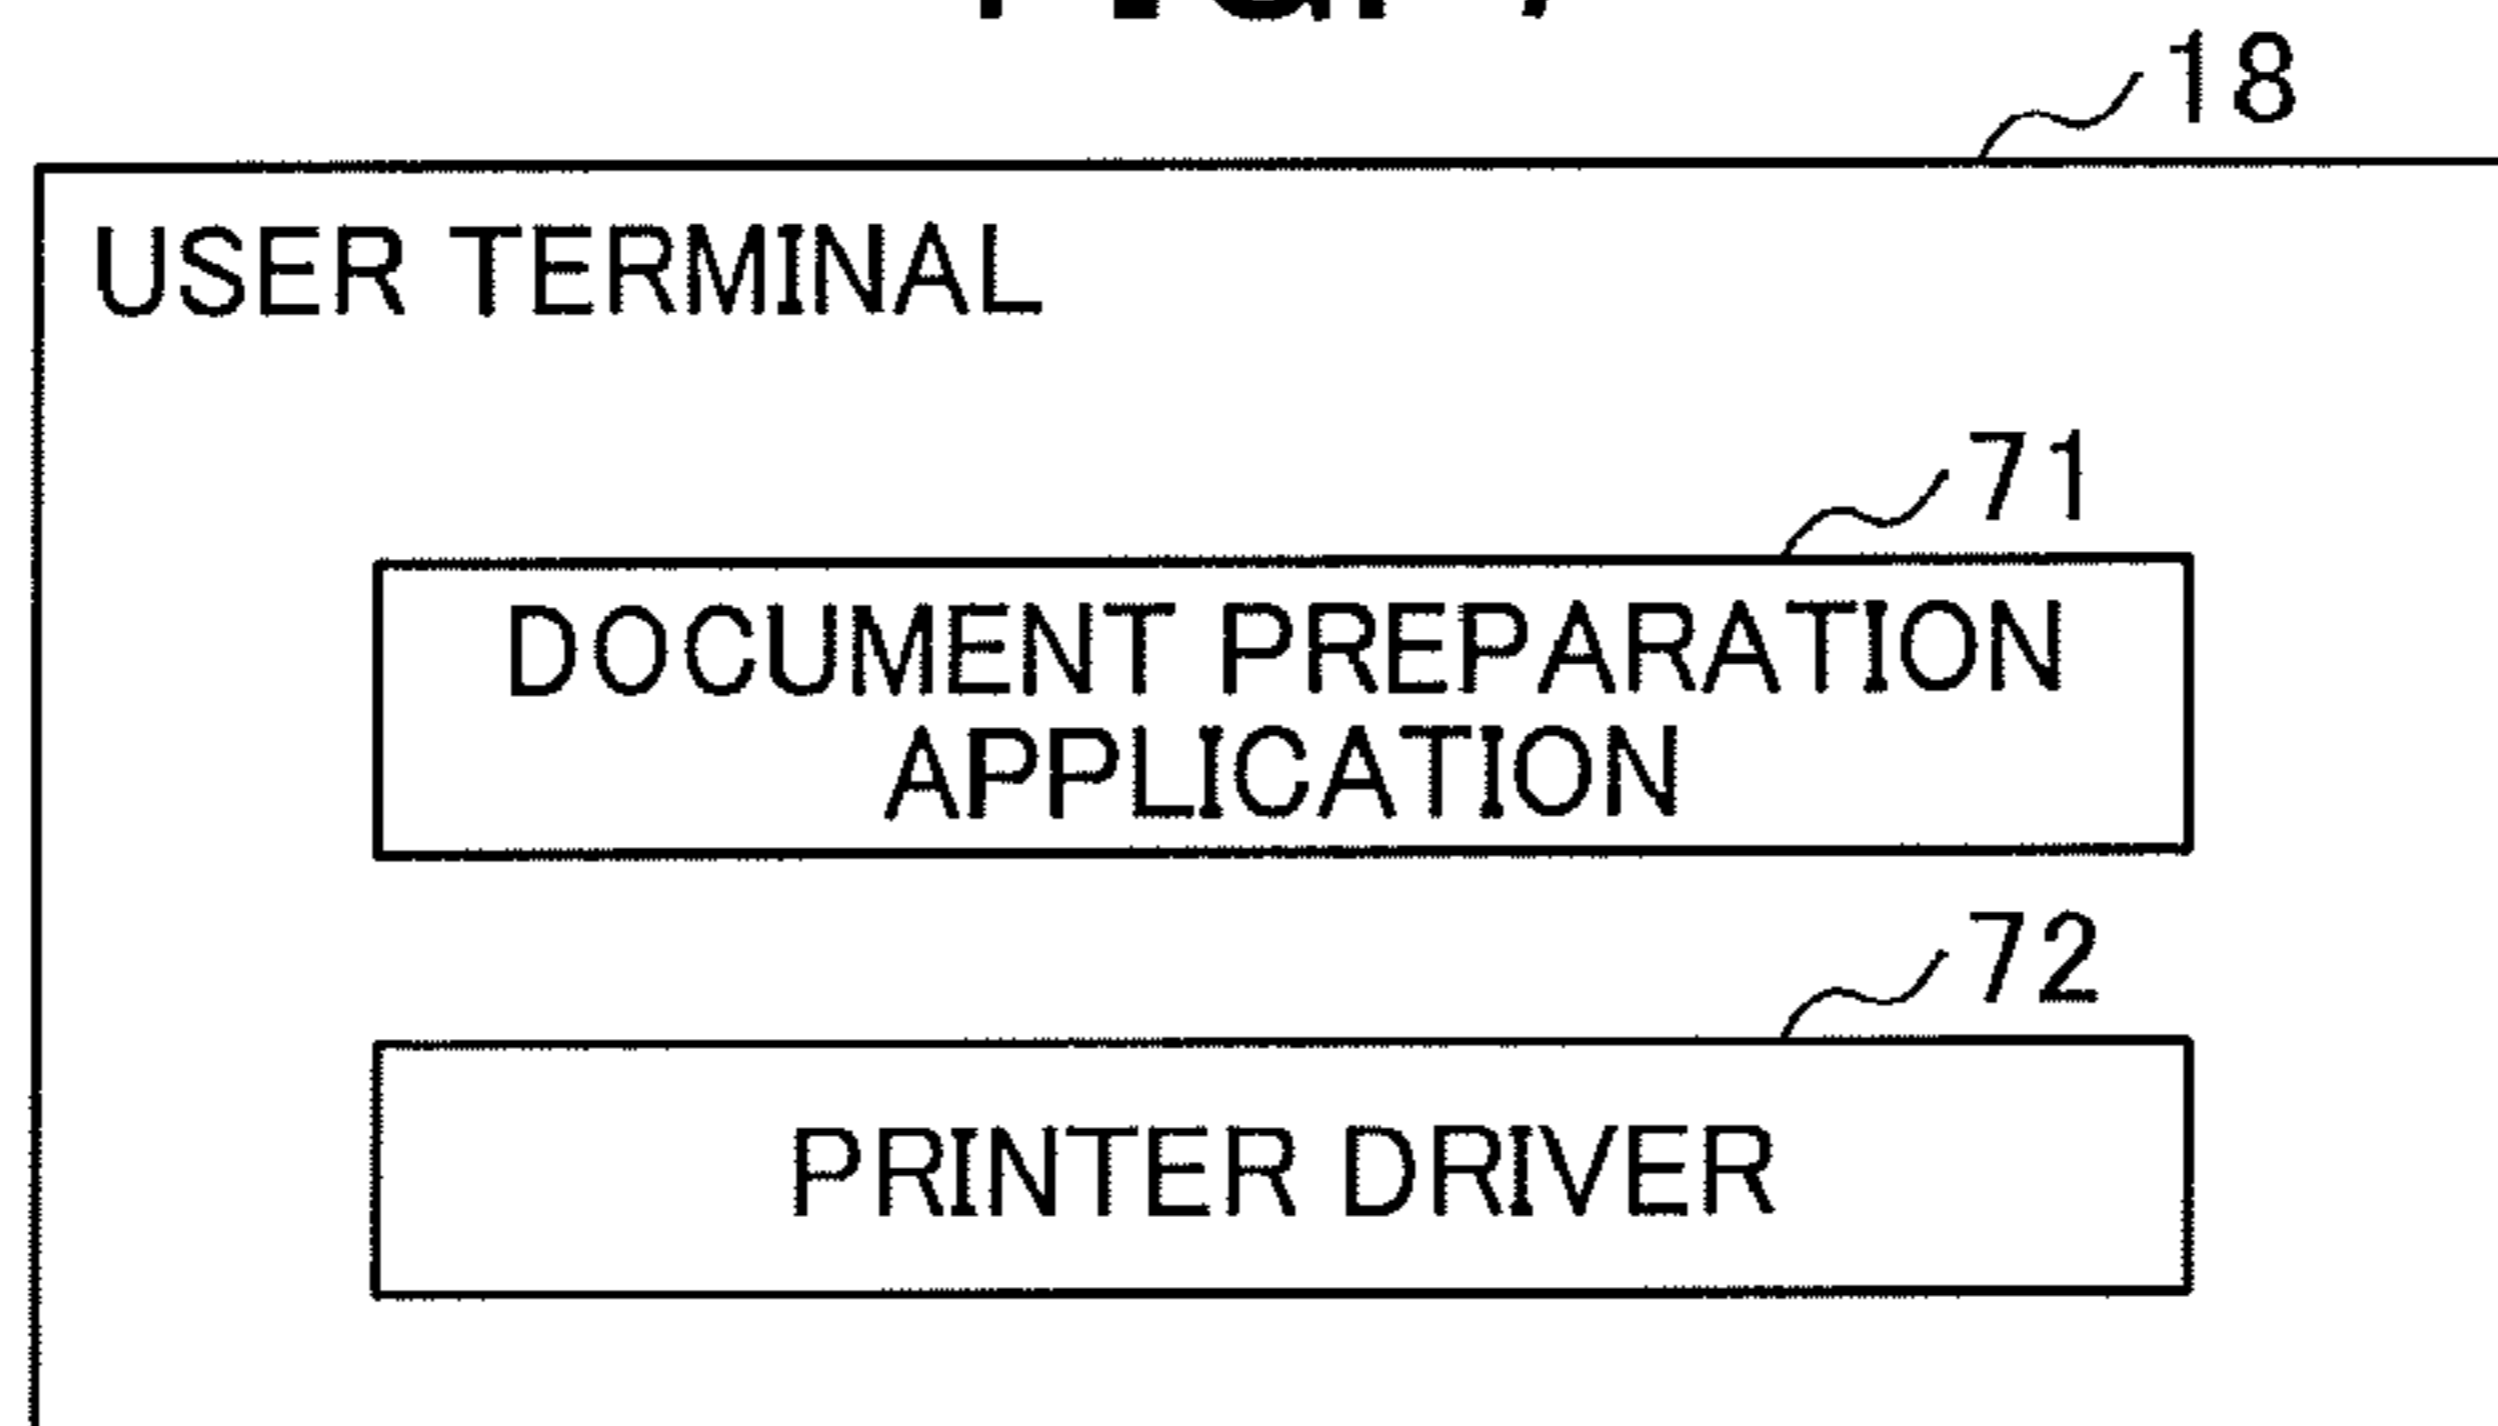 18
USER TERMINAL
71
DOCUMENT PREPARATION
APPLICATION
72
PRINTER DRIVER